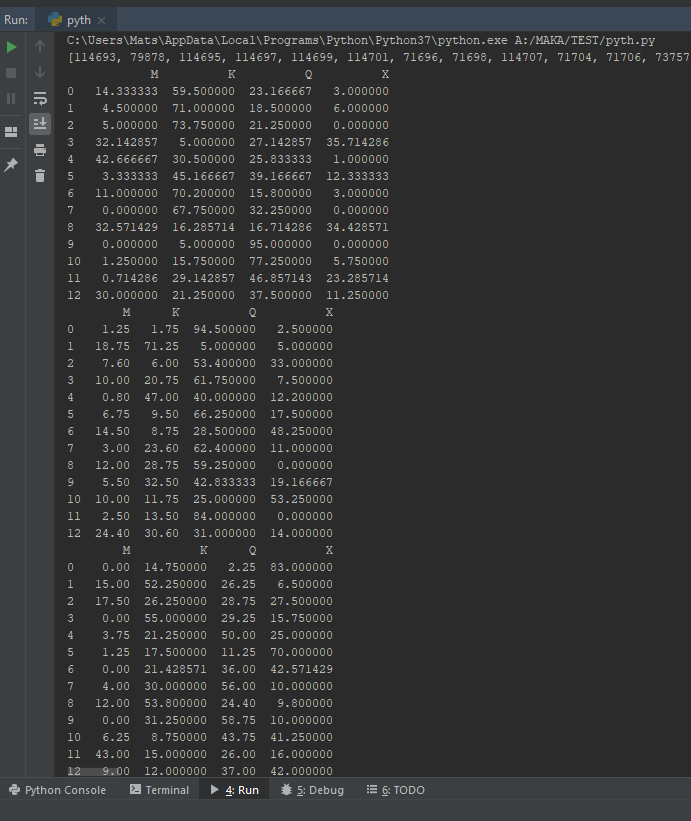 Run: pyth ×
C:\Users\Mats\AppData\Local\Programs\Python\Python37\python.exe A:/MAKA/TEST/pyth.py
[114693, 79878, 114695, 114697, 114699, 114701, 71696, 71698, 114707, 71704, 71706, 73757
M K Q X
0 14.333333 59.500000 23.166667 3.000000
1 4.500000 71.000000 18.500000 6.000000
2 5.000000 73.750000 21.250000 0.000000
3 32.142857 5.000000 27.142857 35.714286
4 42.666667 30.500000 25.833333 1.000000
5 3.333333 45.166667 39.166667 12.333333
6 11.000000 70.200000 15.800000 3.000000
7 0.000000 67.750000 32.250000 0.000000
8 32.571429 16.285714 16.714286 34.428571
9 0.000000 5.000000 95.000000 0.000000
10 1.250000 15.750000 77.250000 5.750000
11 0.714286 29.142857 46.857143 23.285714
12 30.000000 21.250000 37.500000 11.250000
M K Q X
0 1.25 1.75 94.500000 2.500000
1 18.75 71.25 5.000000 5.000000
2 7.60 6.00 53.400000 33.000000
3 10.00 20.75 61.750000 7.500000
4 0.80 47.00 40.000000 12.200000
5 6.75 9.50 66.250000 17.500000
6 14.50 8.75 28.500000 48.250000
7 3.00 23.60 62.400000 11.000000
8 12.00 28.75 59.250000 0.000000
9 5.50 32.50 42.833333 19.166667
10 10.00 11.75 25.000000 53.250000
11 2.50 13.50 84.000000 0.000000
12 24.40 30.60 31.000000 14.000000
M K Q X
0 0.00 14.750000 2.25 83.000000
1 15.00 52.250000 26.25 6.500000
2 17.50 26.250000 28.75 27.500000
3 0.00 55.000000 29.25 15.750000
4 3.75 21.250000 50.00 25.000000
5 1.25 17.500000 11.25 70.000000
6 0.00 21.428571 36.00 42.571429
7 4.00 30.000000 56.00 10.000000
8 12.00 53.800000 24.40 9.800000
9 0.00 31.250000 58.75 10.000000
10 6.25 8.750000 43.75 41.250000
11 43.00 15.000000 26.00 16.000000
12 9.00 12.000000 37.00 42.000000
Python Console Terminal 4: Run 5: Debug 6: TODO